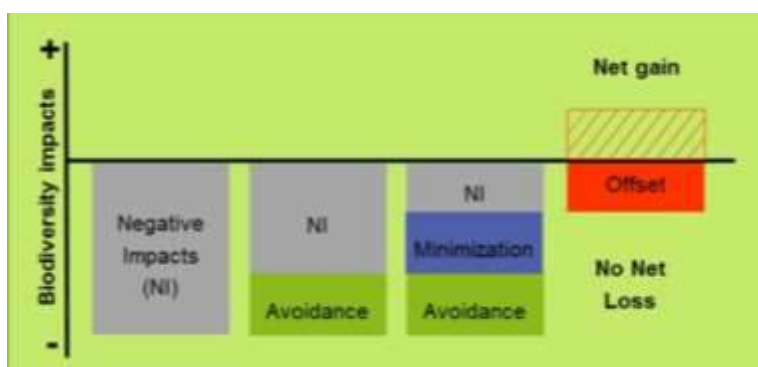 +
Biodiversity impacts
-
Negative
Impacts
(NI)
NI
Avoidance
NI
Minimization
Avoidance
Net gain
Offset
No Net
Loss